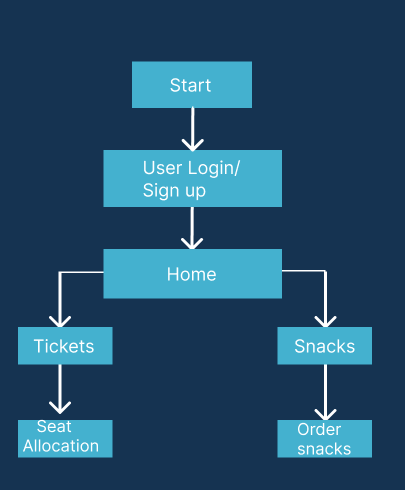 Start
User Login/
Sign up
Home
Tickets
Snacks
Seat
Allocation
Order
snacks